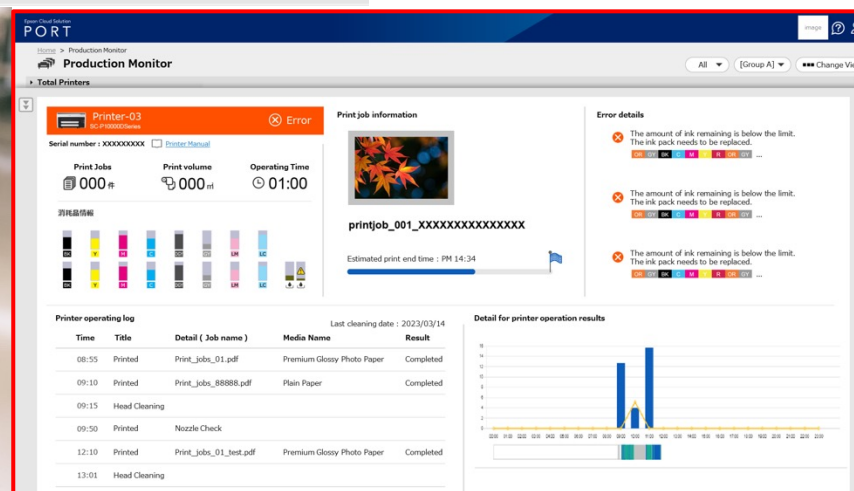 Epson Cloud Solution
PORT
image
Home > Production Monitor
Production Monitor
All
[Group A]
Change Vi
Total Printers
Printer-03
Error
Serial number : XXXXXXXXX
Printer Manual
Print Jobs
Print volume
Operating Time
000 件
000 ㎡
01:00
消耗品情報
BK Y M C LM LC
BK Y M C LM LC
Print job information
printjob_001_XXXXXXXXXXXXXXX
Estimated print end time : PM 14:34
Error details
The amount of ink remaining is below the limit.
The ink pack needs to be replaced.
OR GY BK C M Y R OR GY ...
The amount of ink remaining is below the limit.
The ink pack needs to be replaced.
OR GY BK C M Y R OR GY ...
The amount of ink remaining is below the limit.
The ink pack needs to be replaced.
OR GY BK C M Y R OR GY ...
Printer operating log
Last cleaning date : 2023/03/14
Time Title Detail ( Job name ) Media Name Result
08:55 Printed Print_jobs_01.pdf Premium Glossy Photo Paper Completed
09:10 Printed Print_jobs_88888.pdf Plain Paper Completed
09:15 Head Cleaning
09:50 Printed Nozzle Check
12:10 Printed Print_jobs_01_test.pdf Premium Glossy Photo Paper Completed
13:01 Head Cleaning
Detail for printer operation results